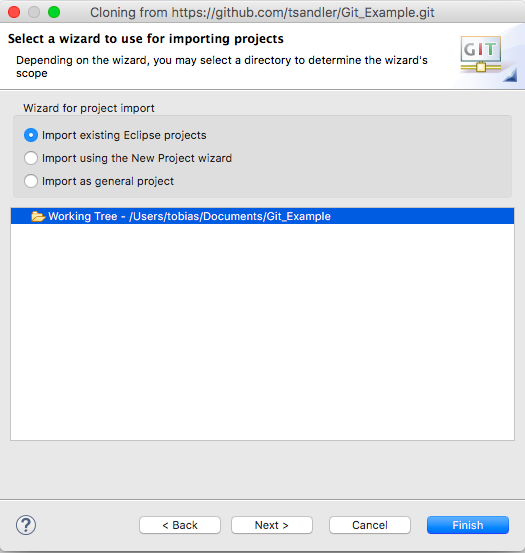 Cloning from https://github.com/tsandler/Git_Example.git
Select a wizard to use for importing projects
Depending on the wizard, you may select a directory to determine the wizard's
scope
GIT
Wizard for project import
Import existing Eclipse projects
Import using the New Project wizard
Import as general project
Working Tree - /Users/tobias/Documents/Git_Example
?
< Back
Next >
Cancel
Finish